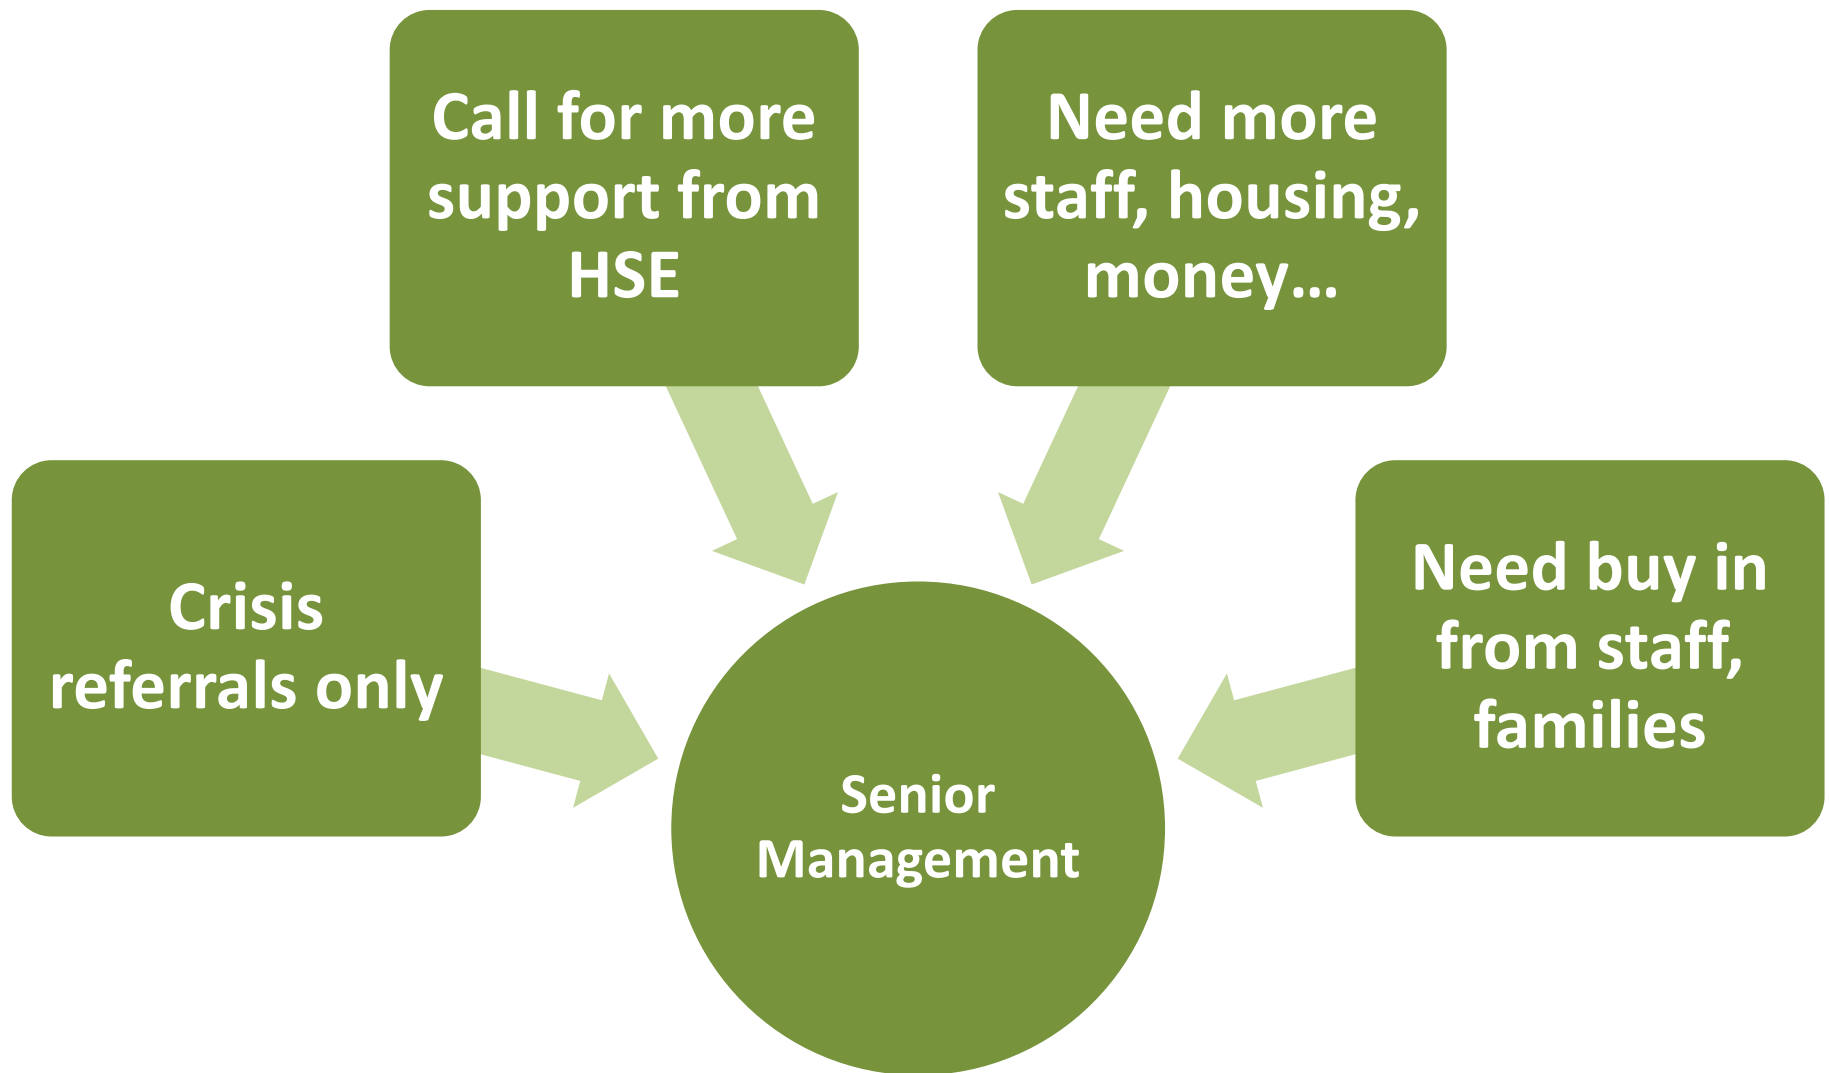 Call for more
support from
HSE
Need more
staff, housing,
money…
Crisis
referrals only
Need buy in
from staff,
families
Senior
Management